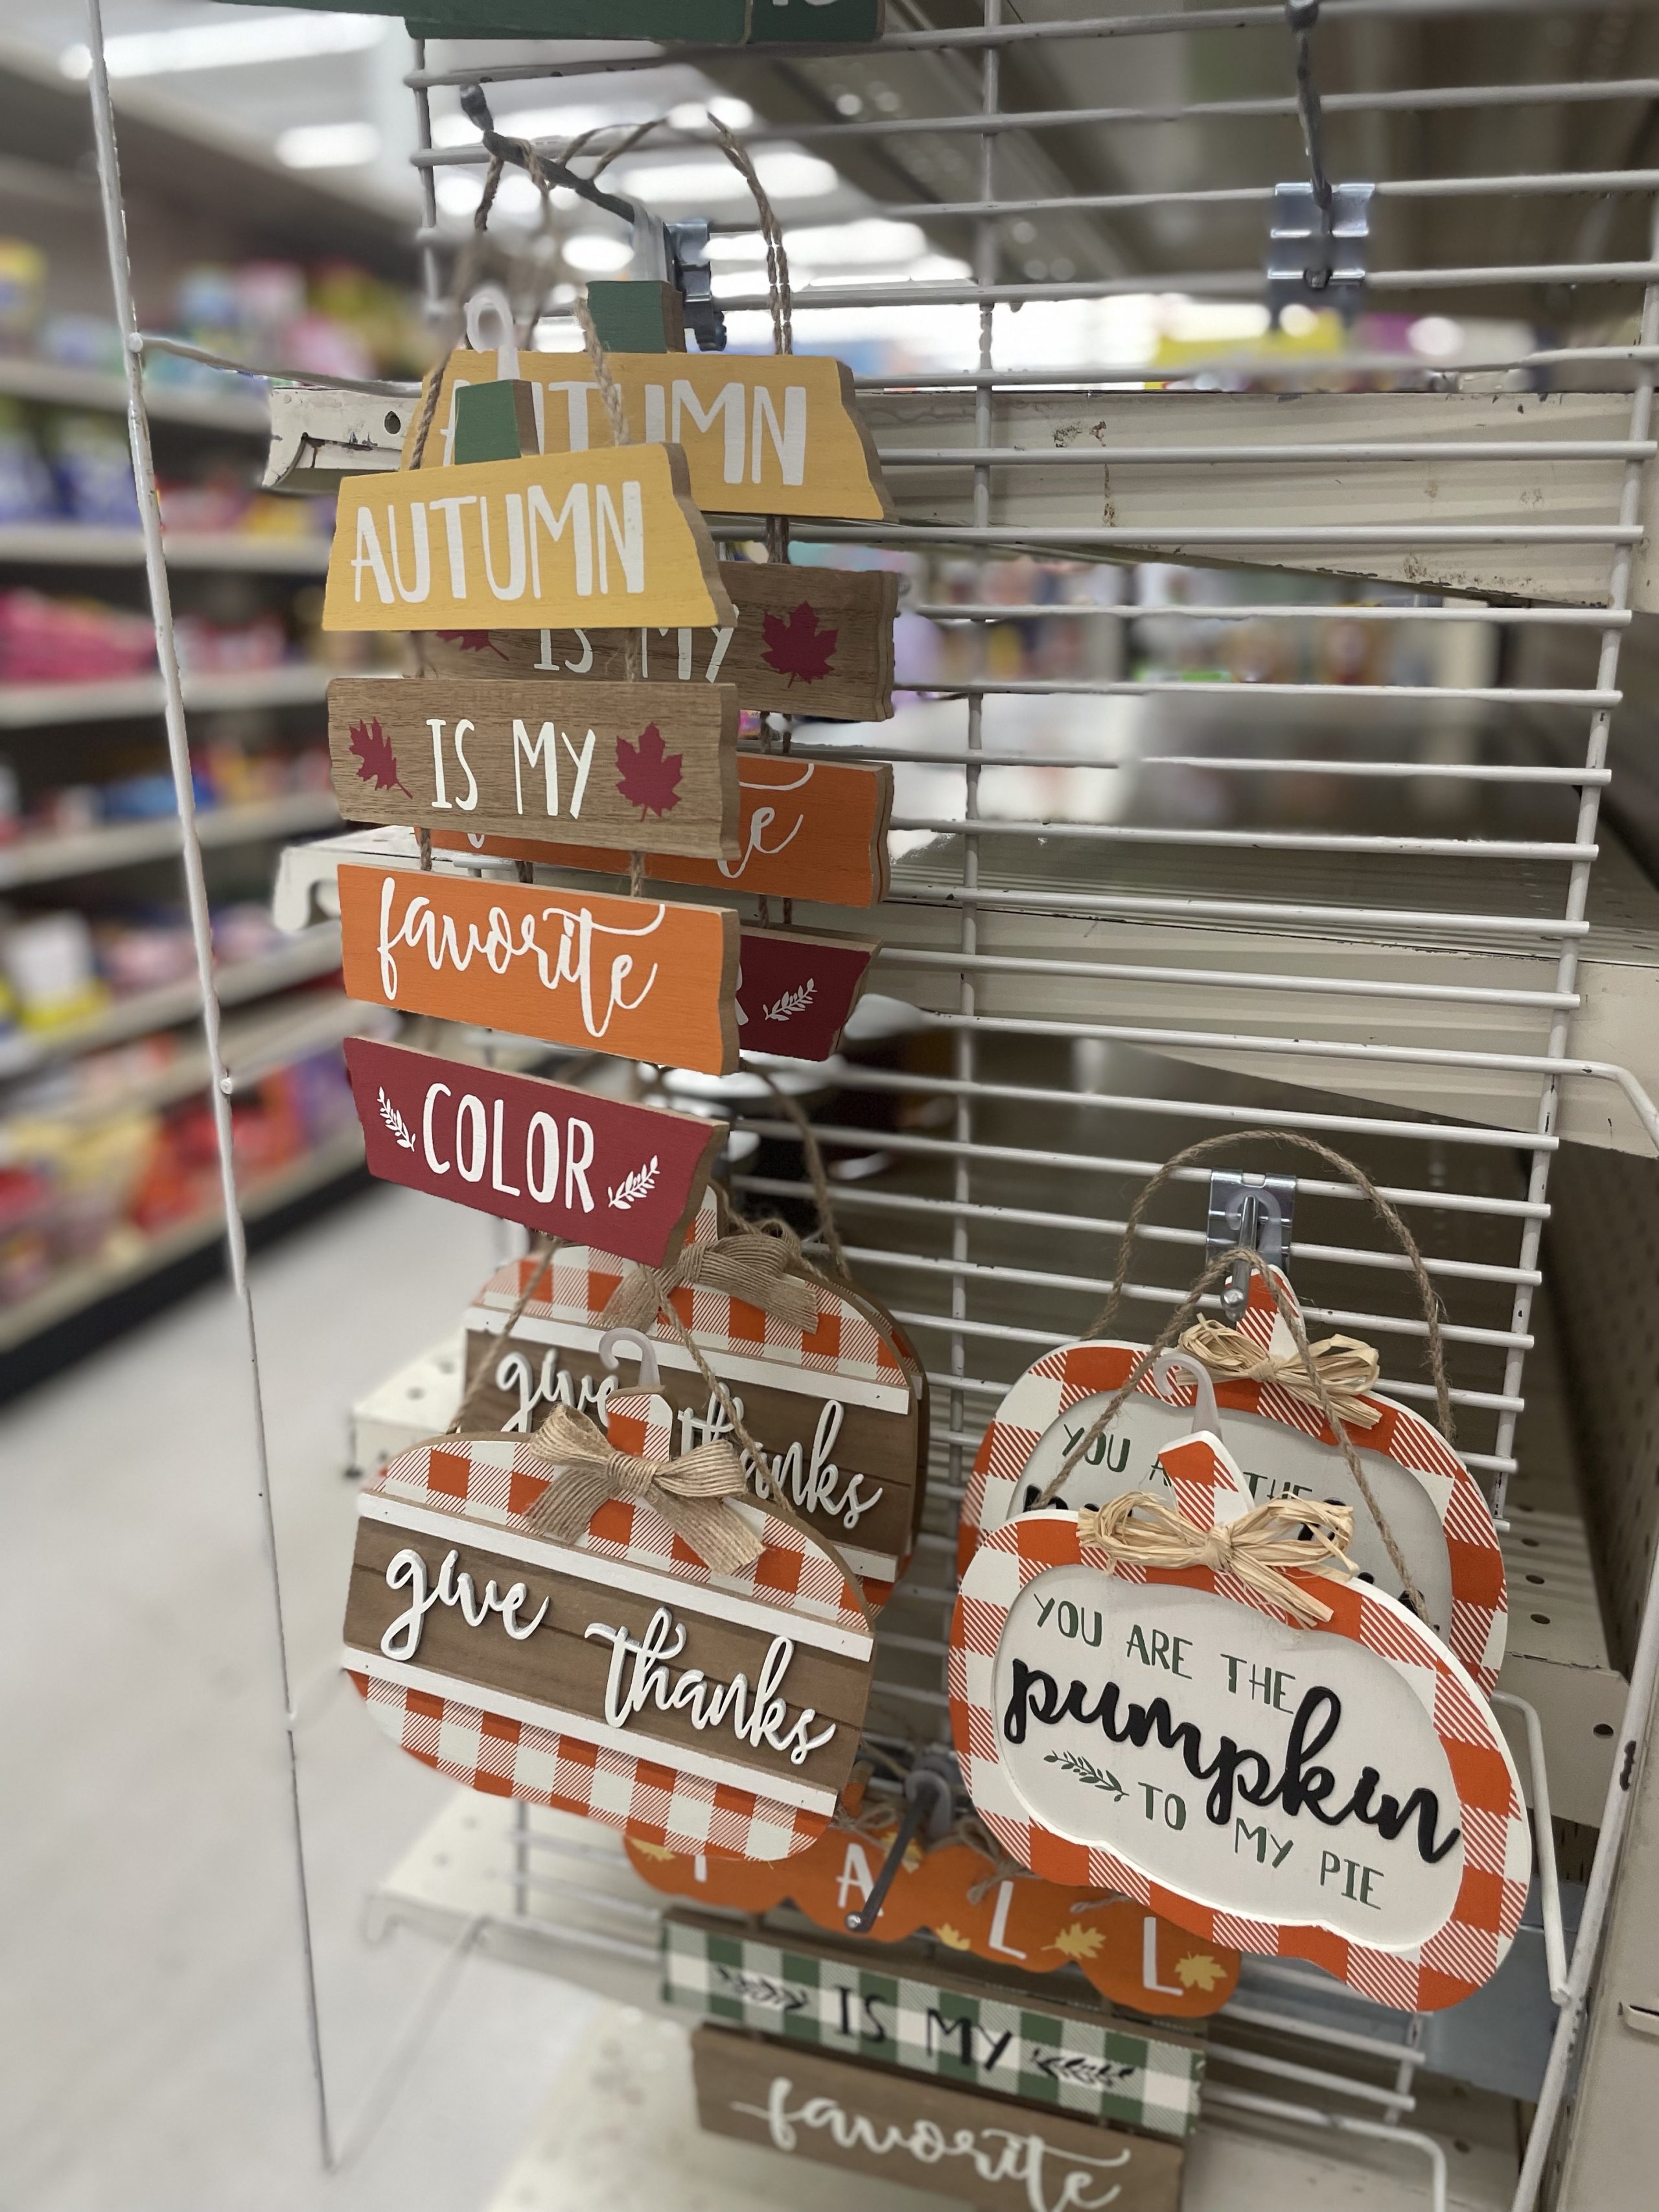 AUTUMN
AUTUMN
IS MY
IS MY
favorite
COLOR
give thanks
give thanks
YOU ARE THE
pumpkin
TO MY PIE
YOU THE
FALL
IS MY
favorite